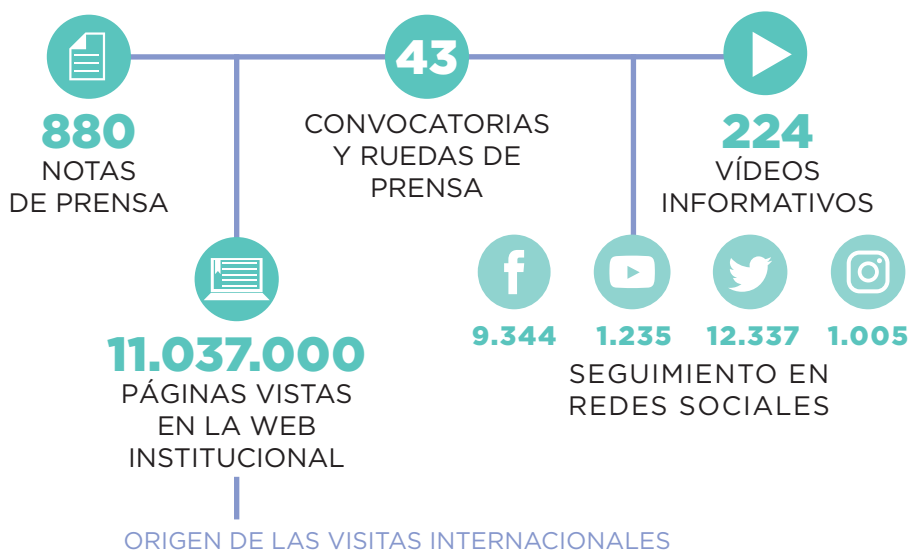 880
NOTAS
DE PRENSA
43
CONVOCATORIAS
Y RUEDAS DE
PRENSA
224
VÍDEOS
INFORMATIVOS
11.037.000
PÁGINAS VISTAS
EN LA WEB
INSTITUCIONAL
9.344 1.235 12.337 1.005
SEGUIMIENTO EN
REDES SOCIALES
ORIGEN DE LAS VISITAS INTERNACIONALES